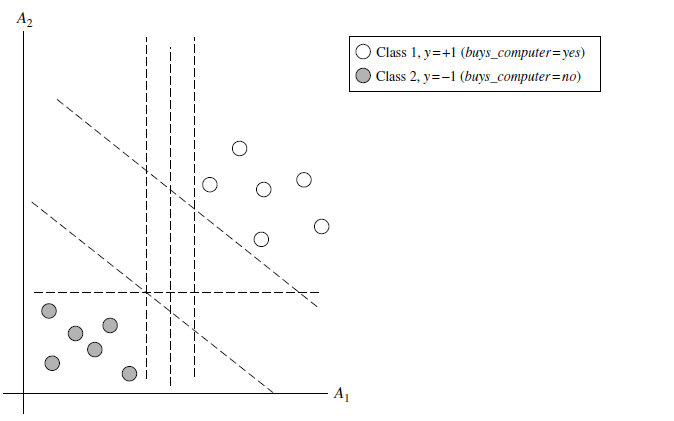 A2
Class 1, y=+1 (buys_computer=yes)
Class 2, y=−1 (buys_computer=no)
A1